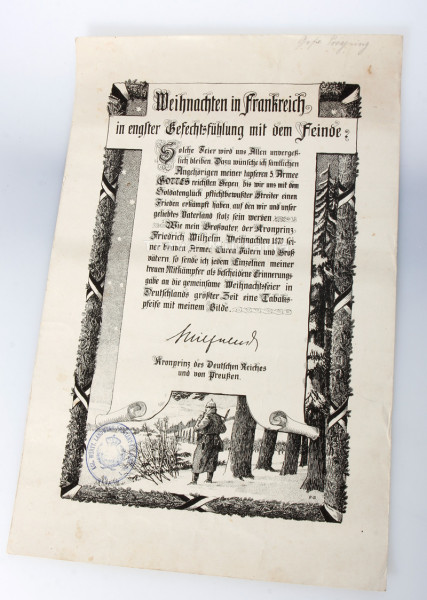 Weihnachten in Frankreich
in engster Gefechtsfühlung mit dem Feinde
Solche Feier wird uns Allen unvergeß-
lich bleiben Dazu wünsche ich sämtlichen
Angehörigen meiner tapferen 5. Armee
GOTTES reichsten Segen bis wir uns mit dem
Soldatenglück pflichtbewußter Streiter einen
Frieden erkämpft haben auf den wir und unser
geliebtes Vaterland stolz sein werden
Wie mein Großvater der Kronprinz
Friedrich Wilhelm Weihnachten 1870 sei-
ner braven Armee Eueren Vätern und Groß
vätern so sende ich jedem Einzelnen meiner
treuen Mitkämpfer als bescheidene Erinnerungs-
gabe an die gemeinsame Weihnachtsfeier in
Deutschlands größter Zeit eine Tabaks-
pfeife mit meinem Bilde
Wilhelm
Kronprinz des Deutschen Reiches
und von Preußen